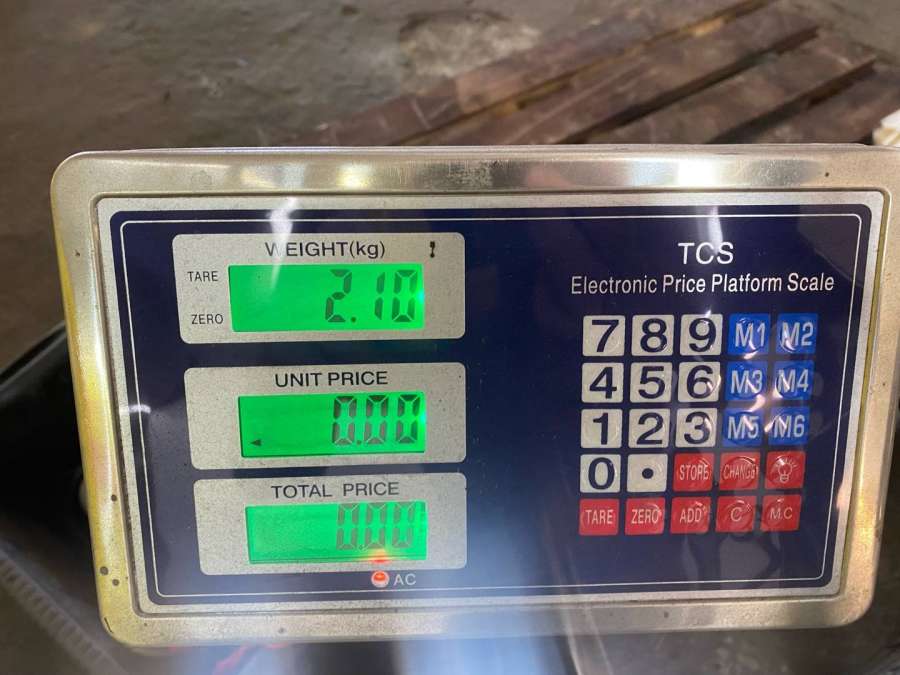 WEIGHT(kg)
TARE
2.10
ZERO
UNIT PRICE
0.00
TOTAL PRICE
0.00
AC
TCS
Electronic Price Platform Scale
7 8 9 M1 M2
4 5 6 M3 M4
1 2 3 M5 M6
0 . STORE CHANGE
TARE ZERO ADD C M.C